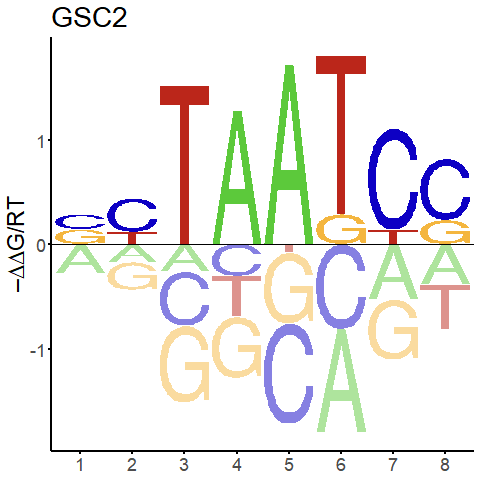 GSC2
−ΔΔG/RT
1
0
-1
C C T A A T C C
G T G T G
A A A C T C A A
G C T G C A G T
G G C
1 2 3 4 5 6 7 8